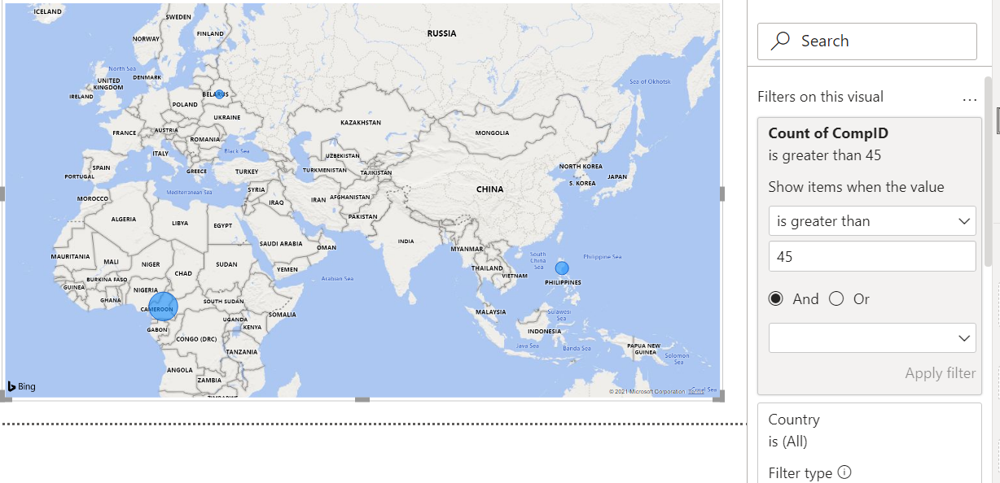 ICELAND
SWEDEN
FINLAND
NORWAY
RUSSIA
North Sea
DENMARK
UNITED
KINGDOM
IRELAND
Sea of Okhotsk
BELARUS
POLAND
UKRAINE
KAZAKHSTAN
FRANCE
AUSTRIA
MONGOLIA
ROMANIA
ITALY
Black Sea
UZBEKISTAN
SPAIN
PORTUGAL
GREECE
TURKEY
TURKMENISTAN
TAJIKISTAN
NORTH KOREA
S. KOREA
JAPAN
Mediterranean Sea
SYRIA
CHINA
MOROCCO
IRAQ
IRAN
AFGHANISTAN
ALGERIA
LIBYA
EGYPT
PAKISTAN
SAUDI ARABIA
OMAN
INDIA
MYANMAR
MAURITANIA
MALI
NIGER
CHAD
SUDAN
YEMEN
South
China
Sea
Philippine Sea
THAILAND
VIETNAM
BURKINA FASO
Arabian Sea
PHILIPPINES
GUINEA
GHANA
NIGERIA
SOUTH SUDAN
CAMEROON
SOMALIA
MALAYSIA
Sulawesi
Sea
UGANDA
KENYA
GABON
CONGO (DRC)
INDONESIA
TANZANIA
Java Sea
Banda Sea
PAPUA NEW
GUINEA
Solomon
Sea
ANGOLA
ZAMBIA
ZIMBABWE
Bing
© 2021 Microsoft Corporation Terms
Coral Sea
Search
Filters on this visual
...
Count of CompID
is greater than 45
Show items when the value
is greater than
45
And Or
Apply filter
Country
is (All)
Filter type